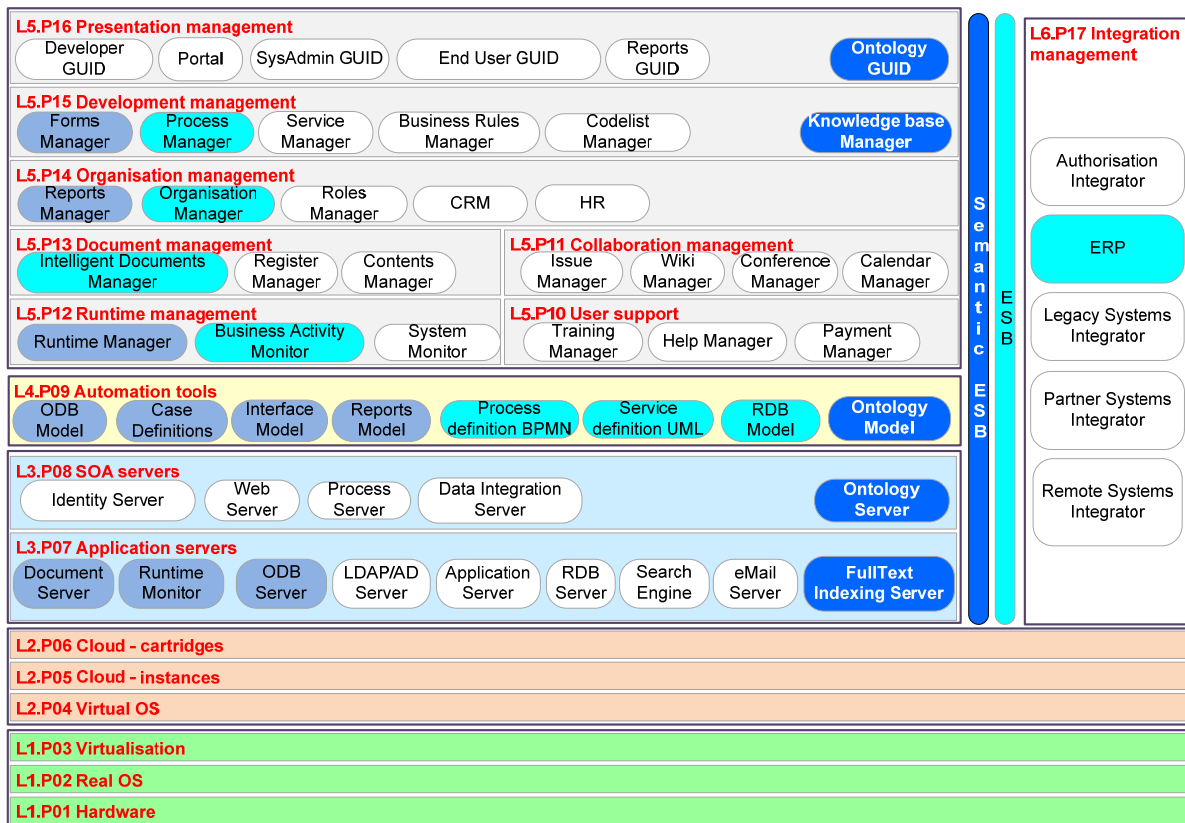 L5.P16 Presentation management
Developer
GUID
Portal
SysAdmin GUID
End User GUID
Reports
GUID
Ontology
GUID
L5.P15 Development management
Forms
Manager
Process
Manager
Service
Manager
Business Rules
Manager
Codelist
Manager
Knowledge base
Manager
L5.P14 Organisation management
Reports
Manager
Organisation
Manager
Roles
Manager
CRM
HR
L5.P13 Document management
Intelligent Documents
Manager
Register
Manager
Contents
Manager
L5.P11 Collaboration management
Issue
Manager
Wiki
Manager
Conference
Manager
Calendar
Manager
L5.P12 Runtime management
Runtime Manager
Business Activity
Monitor
System
Monitor
L5.P10 User support
Training
Manager
Help Manager
Payment
Manager
L4.P09 Automation tools
ODB
Model
Case
Definitions
Interface
Model
Reports
Model
Process
definition BPMN
Service
definition UML
RDB
Model
Ontology
Model
L3.P08 SOA servers
Identity Server
Web
Server
Process
Server
Data Integration
Server
Ontology
Server
L3.P07 Application servers
Document
Server
Runtime
Monitor
ODB
Server
LDAP/AD
Server
Application
Server
RDB
Server
Search
Engine
eMail
Server
FullText
Indexing Server
Semantic ESB
ESB
L6.P17 Integration
management
Authorisation
Integrator
ERP
Legacy Systems
Integrator
Partner Systems
Integrator
Remote Systems
Integrator
L2.P06 Cloud - cartridges
L2.P05 Cloud - instances
L2.P04 Virtual OS
L1.P03 Virtualisation
L1.P02 Real OS
L1.P01 Hardware